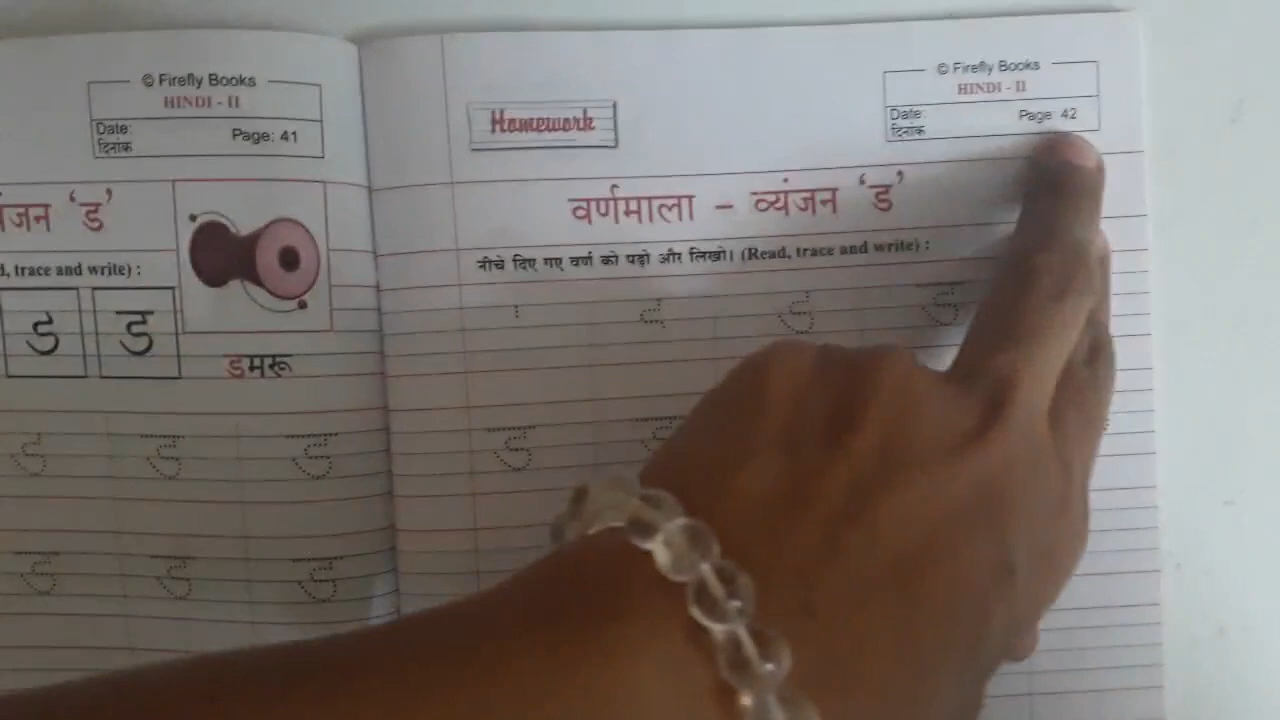 © Firefly Books
HINDI - II
Date:
दिनांक
Page: 41
ंजन ‘ड’
d, trace and write) :
ड ड
डमरू
ड ड ड
ड ड ड
Homework
© Firefly Books
HINDI - II
Date:
दिनांक
Page: 42
वर्णमाला – व्यंजन ‘ड’
नीचे दिए गए वर्ण को पढ़ो और लिखो। (Read, trace and write) :
ड
ड